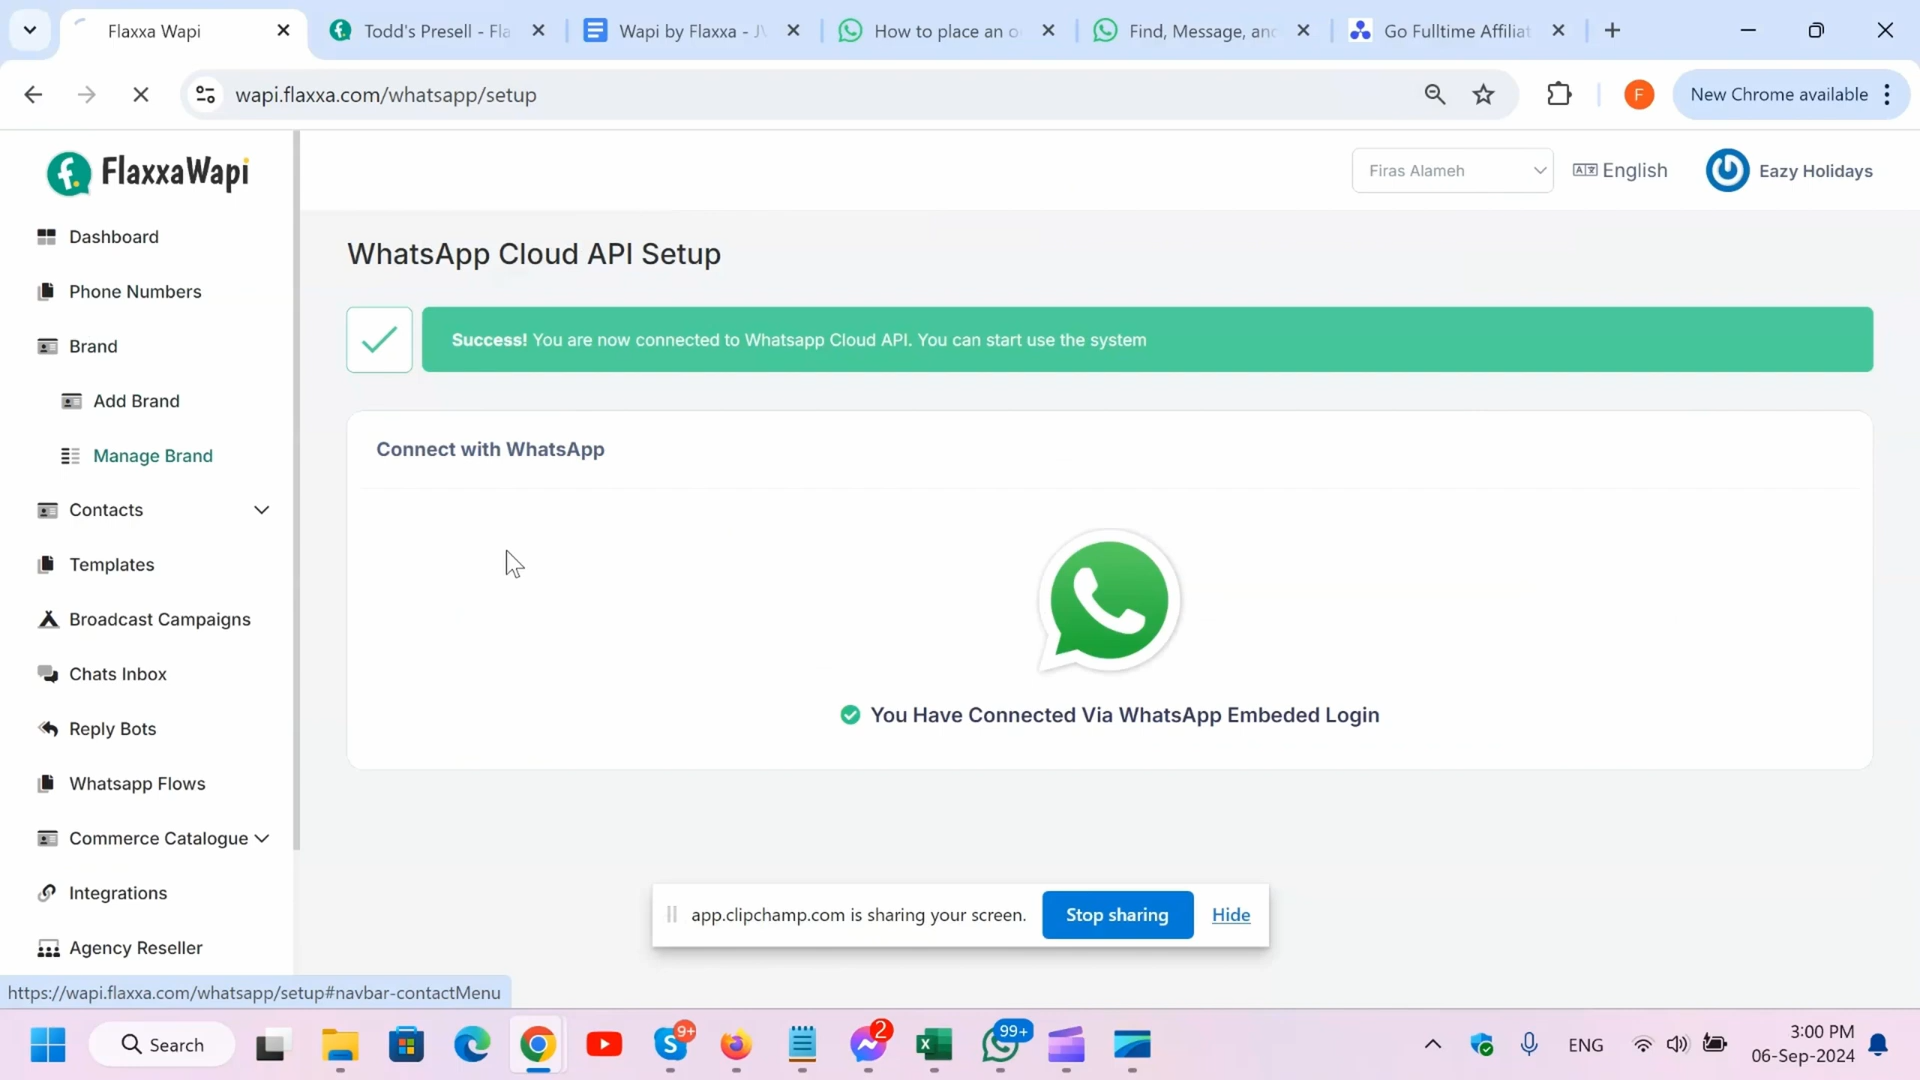 Flaxxa Wapi
Todd's Presell - Fla
Wapi by Flaxxa - JV
How to place an o
Find, Message, anc
Go Fulltime Affiliat
wapi.flaxxa.com/whatsapp/setup
F
New Chrome available
f. FlaxxaWapi
Firas Alameh
English
Eazy Holidays
Dashboard
WhatsApp Cloud API Setup
Phone Numbers
Success! You are now connected to Whatsapp Cloud API. You can start use the system
Brand
Add Brand
Connect with WhatsApp
Manage Brand
Contacts
Templates
Broadcast Campaigns
Chats Inbox
You Have Connected Via WhatsApp Embeded Login
Reply Bots
Whatsapp Flows
Commerce Catalogue
Integrations
app.clipchamp.com is sharing your screen.
Stop sharing
Hide
Agency Reseller
https://wapi.flaxxa.com/whatsapp/setup#navbar-contactMenu
Search
9+
2
99+
ENG
3:00 PM
06-Sep-2024